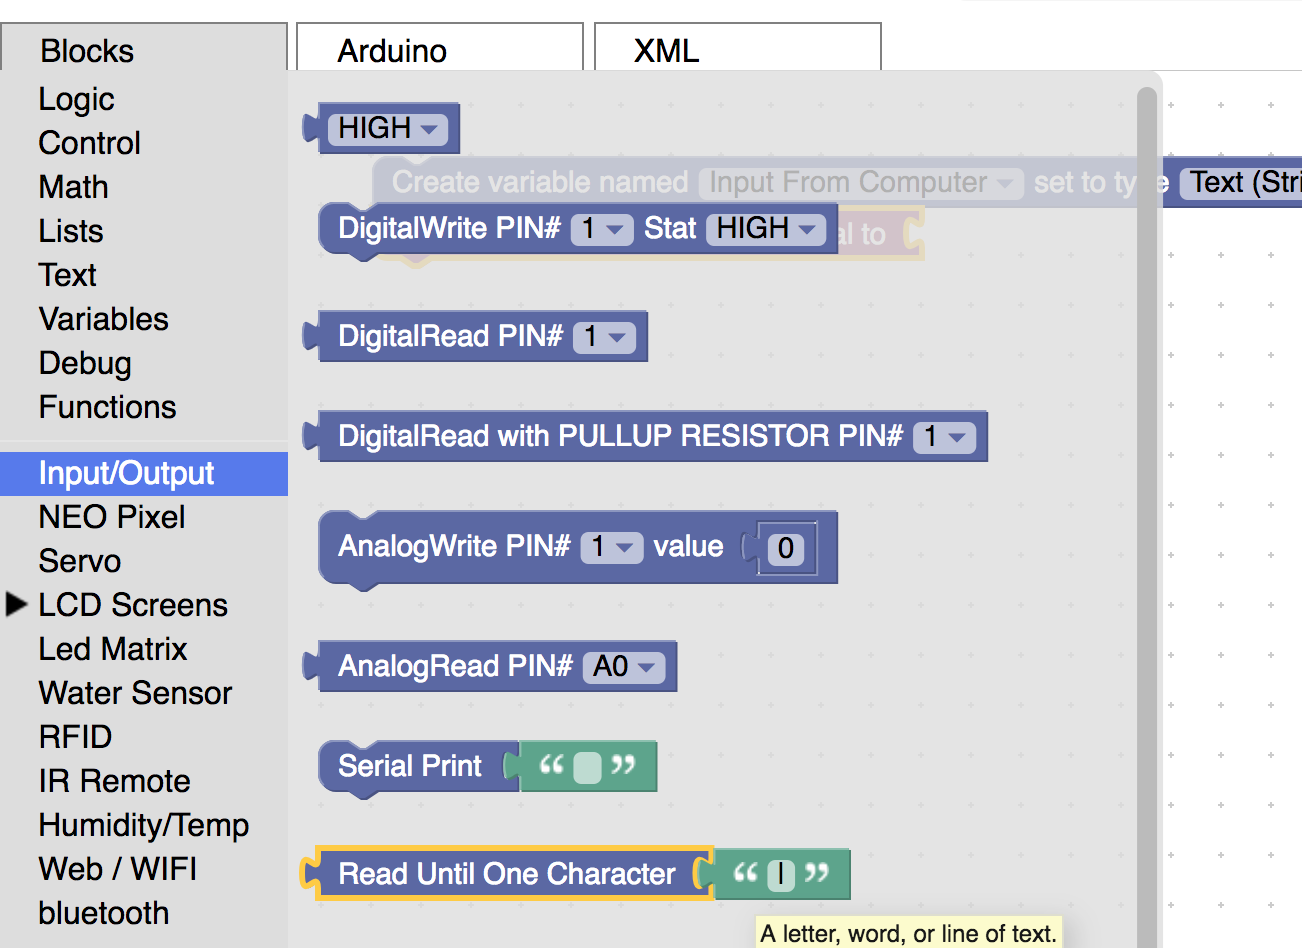 Blocks
Arduino
XML
Logic
Control
Math
Lists
Text
Variables
Debug
Functions
Input/Output
NEO Pixel
Servo
LCD Screens
Led Matrix
Water Sensor
RFID
IR Remote
Humidity/Temp
Web / WIFI
bluetooth
HIGH
Create variable named Input From Computer set to type Text (Stri
DigitalWrite PIN# 1 Stat HIGH
al to
DigitalRead PIN# 1
DigitalRead with PULLUP RESISTOR PIN# 1
AnalogWrite PIN# 1 value 0
AnalogRead PIN# A0
Serial Print “ ”
Read Until One Character “ | ”
A letter, word, or line of text.